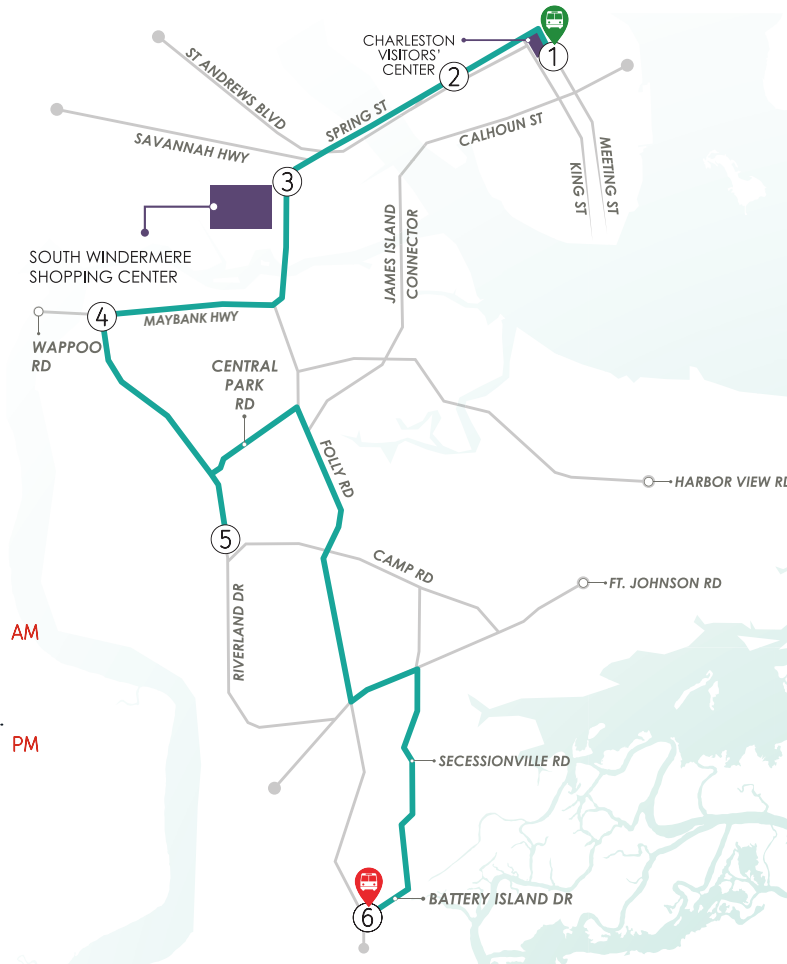 CHARLESTON
VISITORS'
CENTER
1
2
ST ANDREWS BLVD
SPRING ST
SAVANNAH HWY
CALHOUN ST
KING ST
MEETING ST
3
JAMES ISLAND
CONNECTOR
SOUTH WINDERMERE
SHOPPING CENTER
4
MAYBANK HWY
WAPPOO
RD
CENTRAL
PARK
RD
FOLLY RD
HARBOR VIEW RD
5
CAMP RD
FT. JOHNSON RD
RIVERLAND DR
AM
PM
SECESSIONVILLE RD
BATTERY ISLAND DR
6